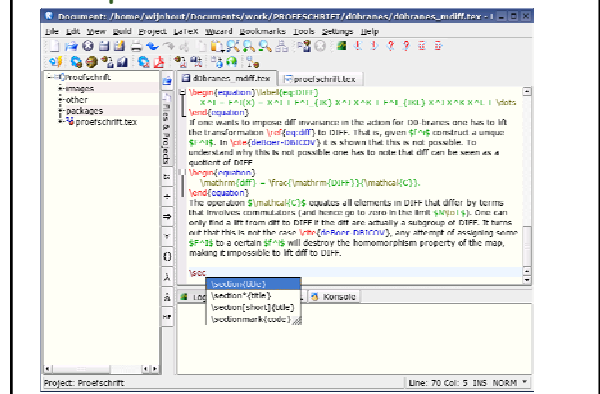 Document: /home/wijnhout/Documents/work/PROEFSCHRIFT/d0branes/d0branes_mdiff.tex
File Edit View Build Project LaTeX Wizard Bookmarks Tools Settings Help
Proefschrift
images
other
packages
proefschrift.tex
d0branes_mdiff.tex proefschrift.tex
\begin{equation}\label{eq:DIFF}
\end{equation}
If one wants to impose diff invariance in the action for D0-branes one has to lift
the transformation \ref{eq:diff} to DIFF. That is, given $f^i$ construct a unique
$F^I$. In \cite{deBoer-DBICOV} it is shown that this is not possible. To
understand why this is not possible one has to note that diff can be seen as a
quotient of DIFF
\begin{equation}
\mathrm{diff} = \frac{\mathrm{DIFF}}{\mathcal{C}}.
\end{equation}
The operation $\mathcal{C}$ equates all elements in DIFF that differ by terms
that involves commutators (and hence go to zero in the limit $N\to1$). One can
only find a lift from diff to DIFF if the diff are actually a subgroup of DIFF. It turns
out that this is not the case \cite{deBoer-DBICOV}, any attempt of assigning some
$F^I$ to a certain $f^i$ will destroy the homomorphism property of the map,
making it impossible to lift diff to DIFF.
\sec
\section{title}
\section*{title}
\section[short]{title}
\sectionmark{code}
Konsole
Project: Proefschrift
Line: 70 Col: 5 INS NORM